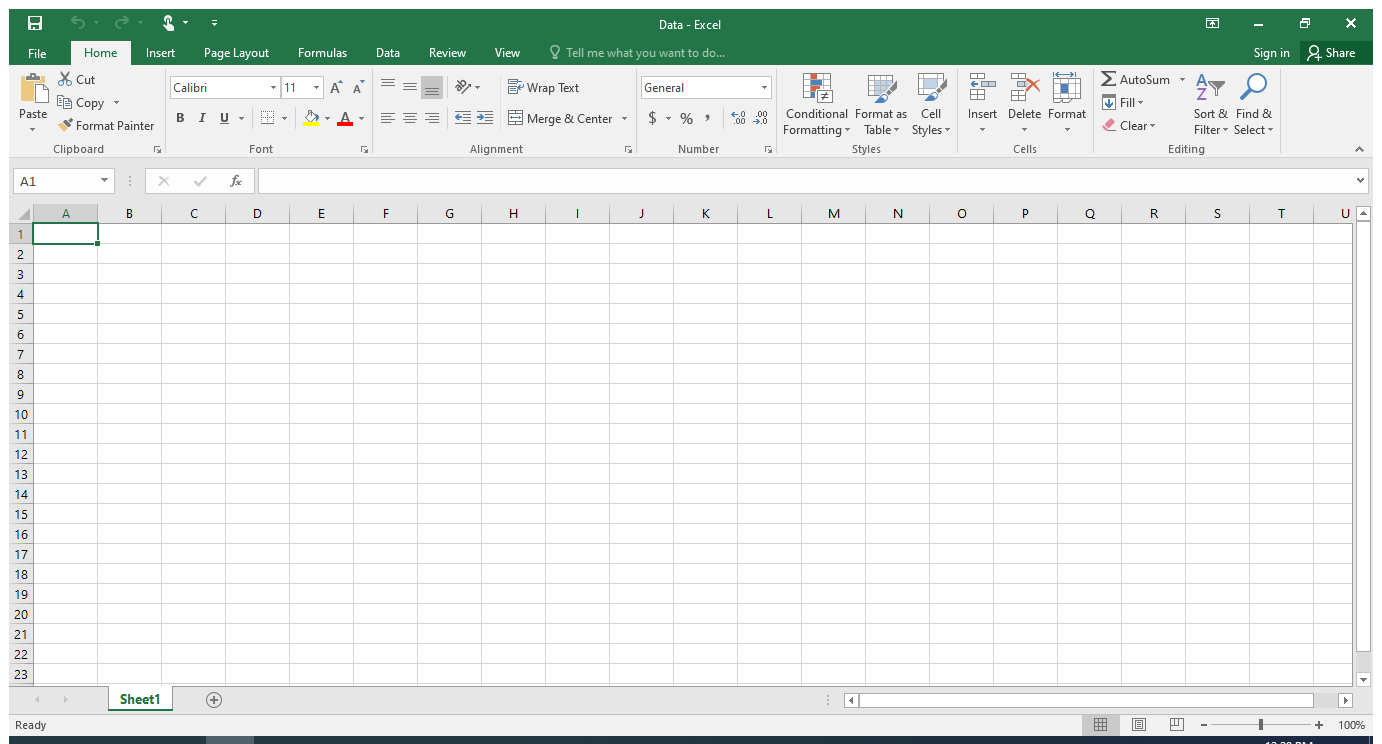 Data - Excel
File Home Insert Page Layout Formulas Data Review View Tell me what you want to do... Sign in Share
Cut
Copy
Format Painter
Paste
Clipboard
Calibri 11
B I U
Font
Wrap Text
Merge & Center
Alignment
General
$ % ,
Number
Conditional Formatting
Format as Table
Cell Styles
Styles
Insert Delete Format
Cells
AutoSum
Fill
Clear
Sort & Filter
Find & Select
Editing
A1 fx
A B C D E F G H I J K L M N O P Q R S T U
1
2
3
4
5
6
7
8
9
10
11
12
13
14
15
16
17
18
19
20
21
22
23
Sheet1
Ready 100%